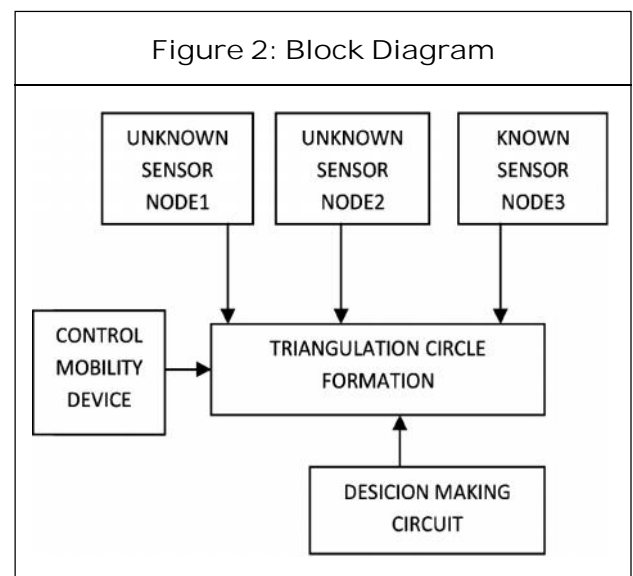 Figure 2: Block Diagram
UNKNOWN
SENSOR
NODE1
UNKNOWN
SENSOR
NODE2
KNOWN
SENSOR
NODE3
CONTROL
MOBILITY
DEVICE
TRIANGULATION CIRCLE
FORMATION
DESICION MAKING
CIRCUIT